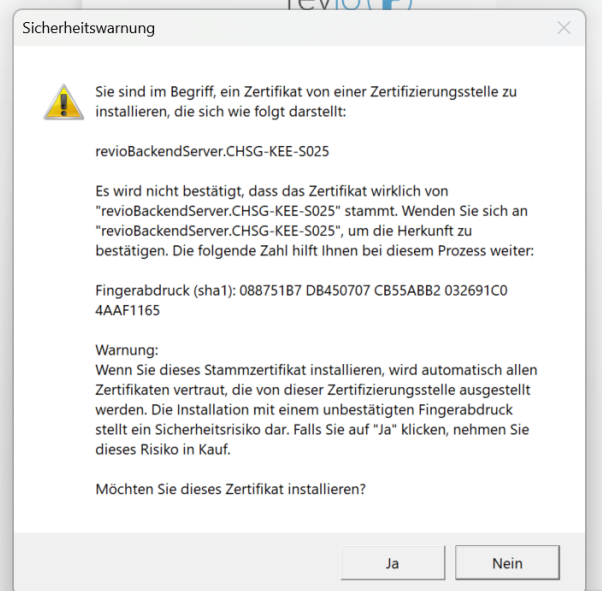 revio
Sicherheitswarnung
Sie sind im Begriff, ein Zertifikat von einer Zertifizierungsstelle zu
installieren, die sich wie folgt darstellt:
revioBackendServer.CHSG-KEE-S025
Es wird nicht bestätigt, dass das Zertifikat wirklich von
"revioBackendServer.CHSG-KEE-S025" stammt. Wenden Sie sich an
"revioBackendServer.CHSG-KEE-S025", um die Herkunft zu
bestätigen. Die folgende Zahl hilft Ihnen bei diesem Prozess weiter:
Fingerabdruck (sha1): 088751B7 DB450707 CB55ABB2 032691C0
4AAF1165
Warnung:
Wenn Sie dieses Stammzertifikat installieren, wird automatisch allen
Zertifikaten vertraut, die von dieser Zertifizierungsstelle ausgestellt
werden. Die Installation mit einem unbestätigten Fingerabdruck
stellt ein Sicherheitsrisiko dar. Falls Sie auf "Ja" klicken, nehmen Sie
dieses Risiko in Kauf.
Möchten Sie dieses Zertifikat installieren?
Ja
Nein